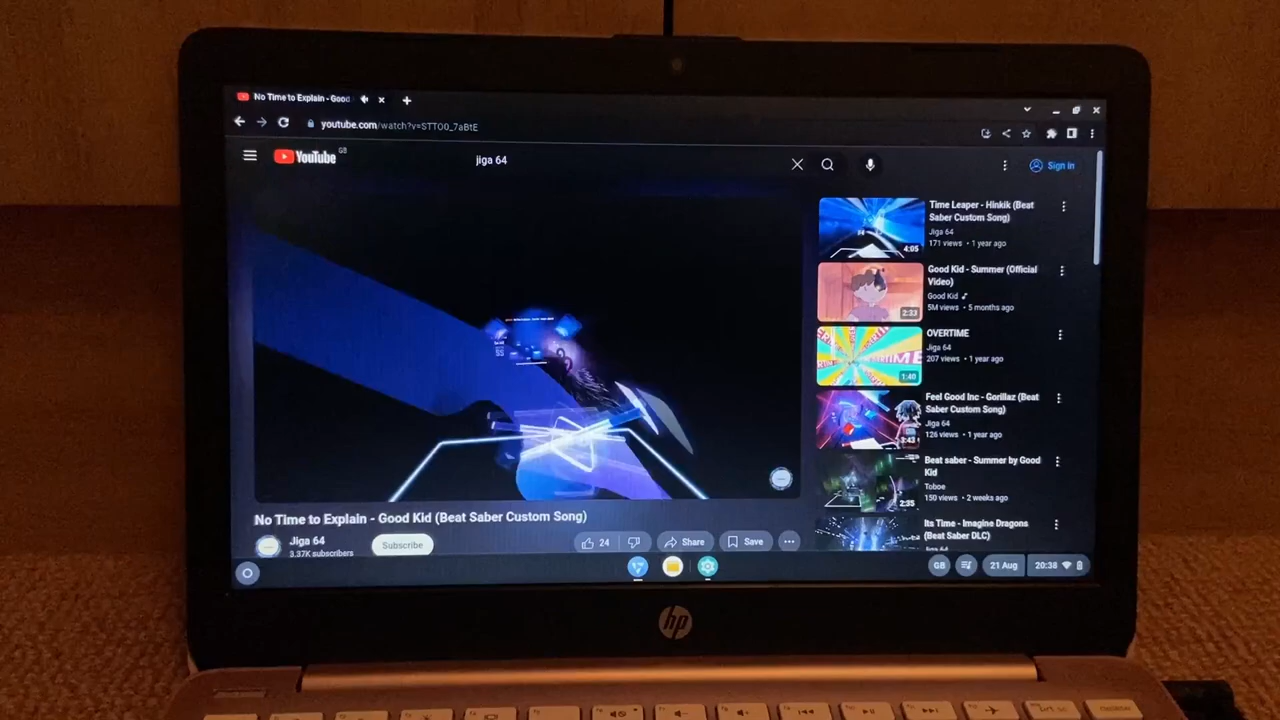 No Time to Explain - Good
youtube.com/watch?v=STTO0_7aBtE
YouTube GB
jiga 64
Sign in
SS
Time Leaper - Hinkik (Beat
Saber Custom Song)
Jiga 64
171 views • 1 year ago
4:05
Good Kid - Summer (Official
Video)
Good Kid
5M views • 5 months ago
2:33
OVERTIME
Jiga 64
207 views • 1 year ago
1:40
Feel Good Inc - Gorillaz (Beat
Saber Custom Song)
Jiga 64
126 views • 1 year ago
3:43
Beat saber - Summer by Good
Kid
Toboe
150 views • 2 weeks ago
2:35
Its Time - Imagine Dragons
(Beat Saber DLC)
No Time to Explain - Good Kid (Beat Saber Custom Song)
Jiga 64
3.37K subscribers
Subscribe
24
Share
Save
GB
21 Aug
20:38
hp